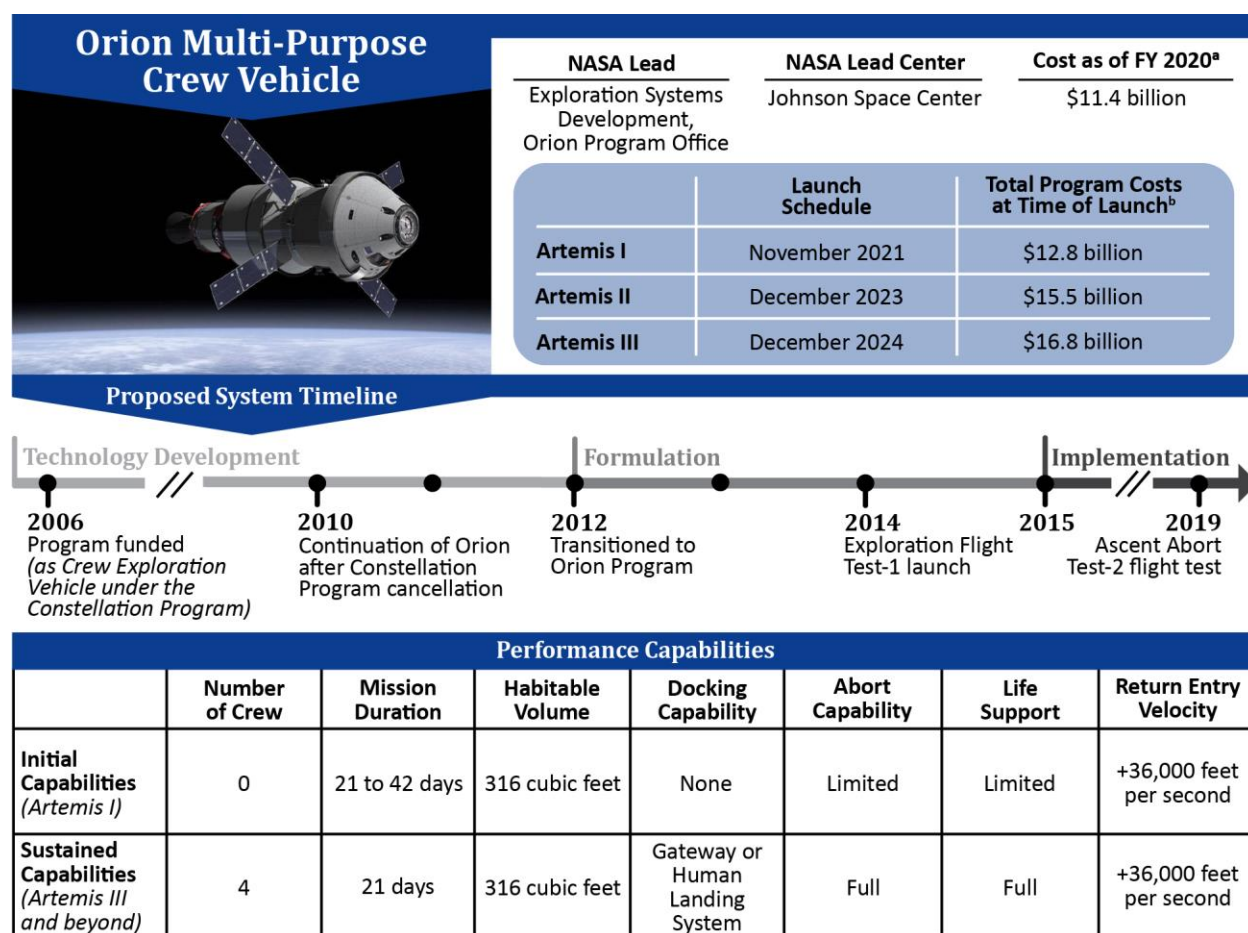 Orion Multi-Purpose
Crew Vehicle
NASA Lead
Exploration Systems
Development,
Orion Program Office
NASA Lead Center
Johnson Space Center
Cost as of FY 2020ᵃ
$11.4 billion
Launch
Schedule
Total Program Costs
at Time of Launchᵇ
Artemis I
November 2021
$12.8 billion
Artemis II
December 2023
$15.5 billion
Artemis III
December 2024
$16.8 billion
Proposed System Timeline
Technology Development
Formulation
Implementation
2006
Program funded
(as Crew Exploration
Vehicle under the
Constellation Program)
2010
Continuation of Orion
after Constellation
Program cancellation
2012
Transitioned to
Orion Program
2014
Exploration Flight
Test-1 launch
2015
2019
Ascent Abort
Test-2 flight test
Performance Capabilities
Number
of Crew
Mission
Duration
Habitable
Volume
Docking
Capability
Abort
Capability
Life
Support
Return Entry
Velocity
Initial
Capabilities
(Artemis I)
0
21 to 42 days
316 cubic feet
None
Limited
Limited
+36,000 feet
per second
Sustained
Capabilities
(Artemis III
and beyond)
4
21 days
316 cubic feet
Gateway or
Human
Landing
System
Full
Full
+36,000 feet
per second